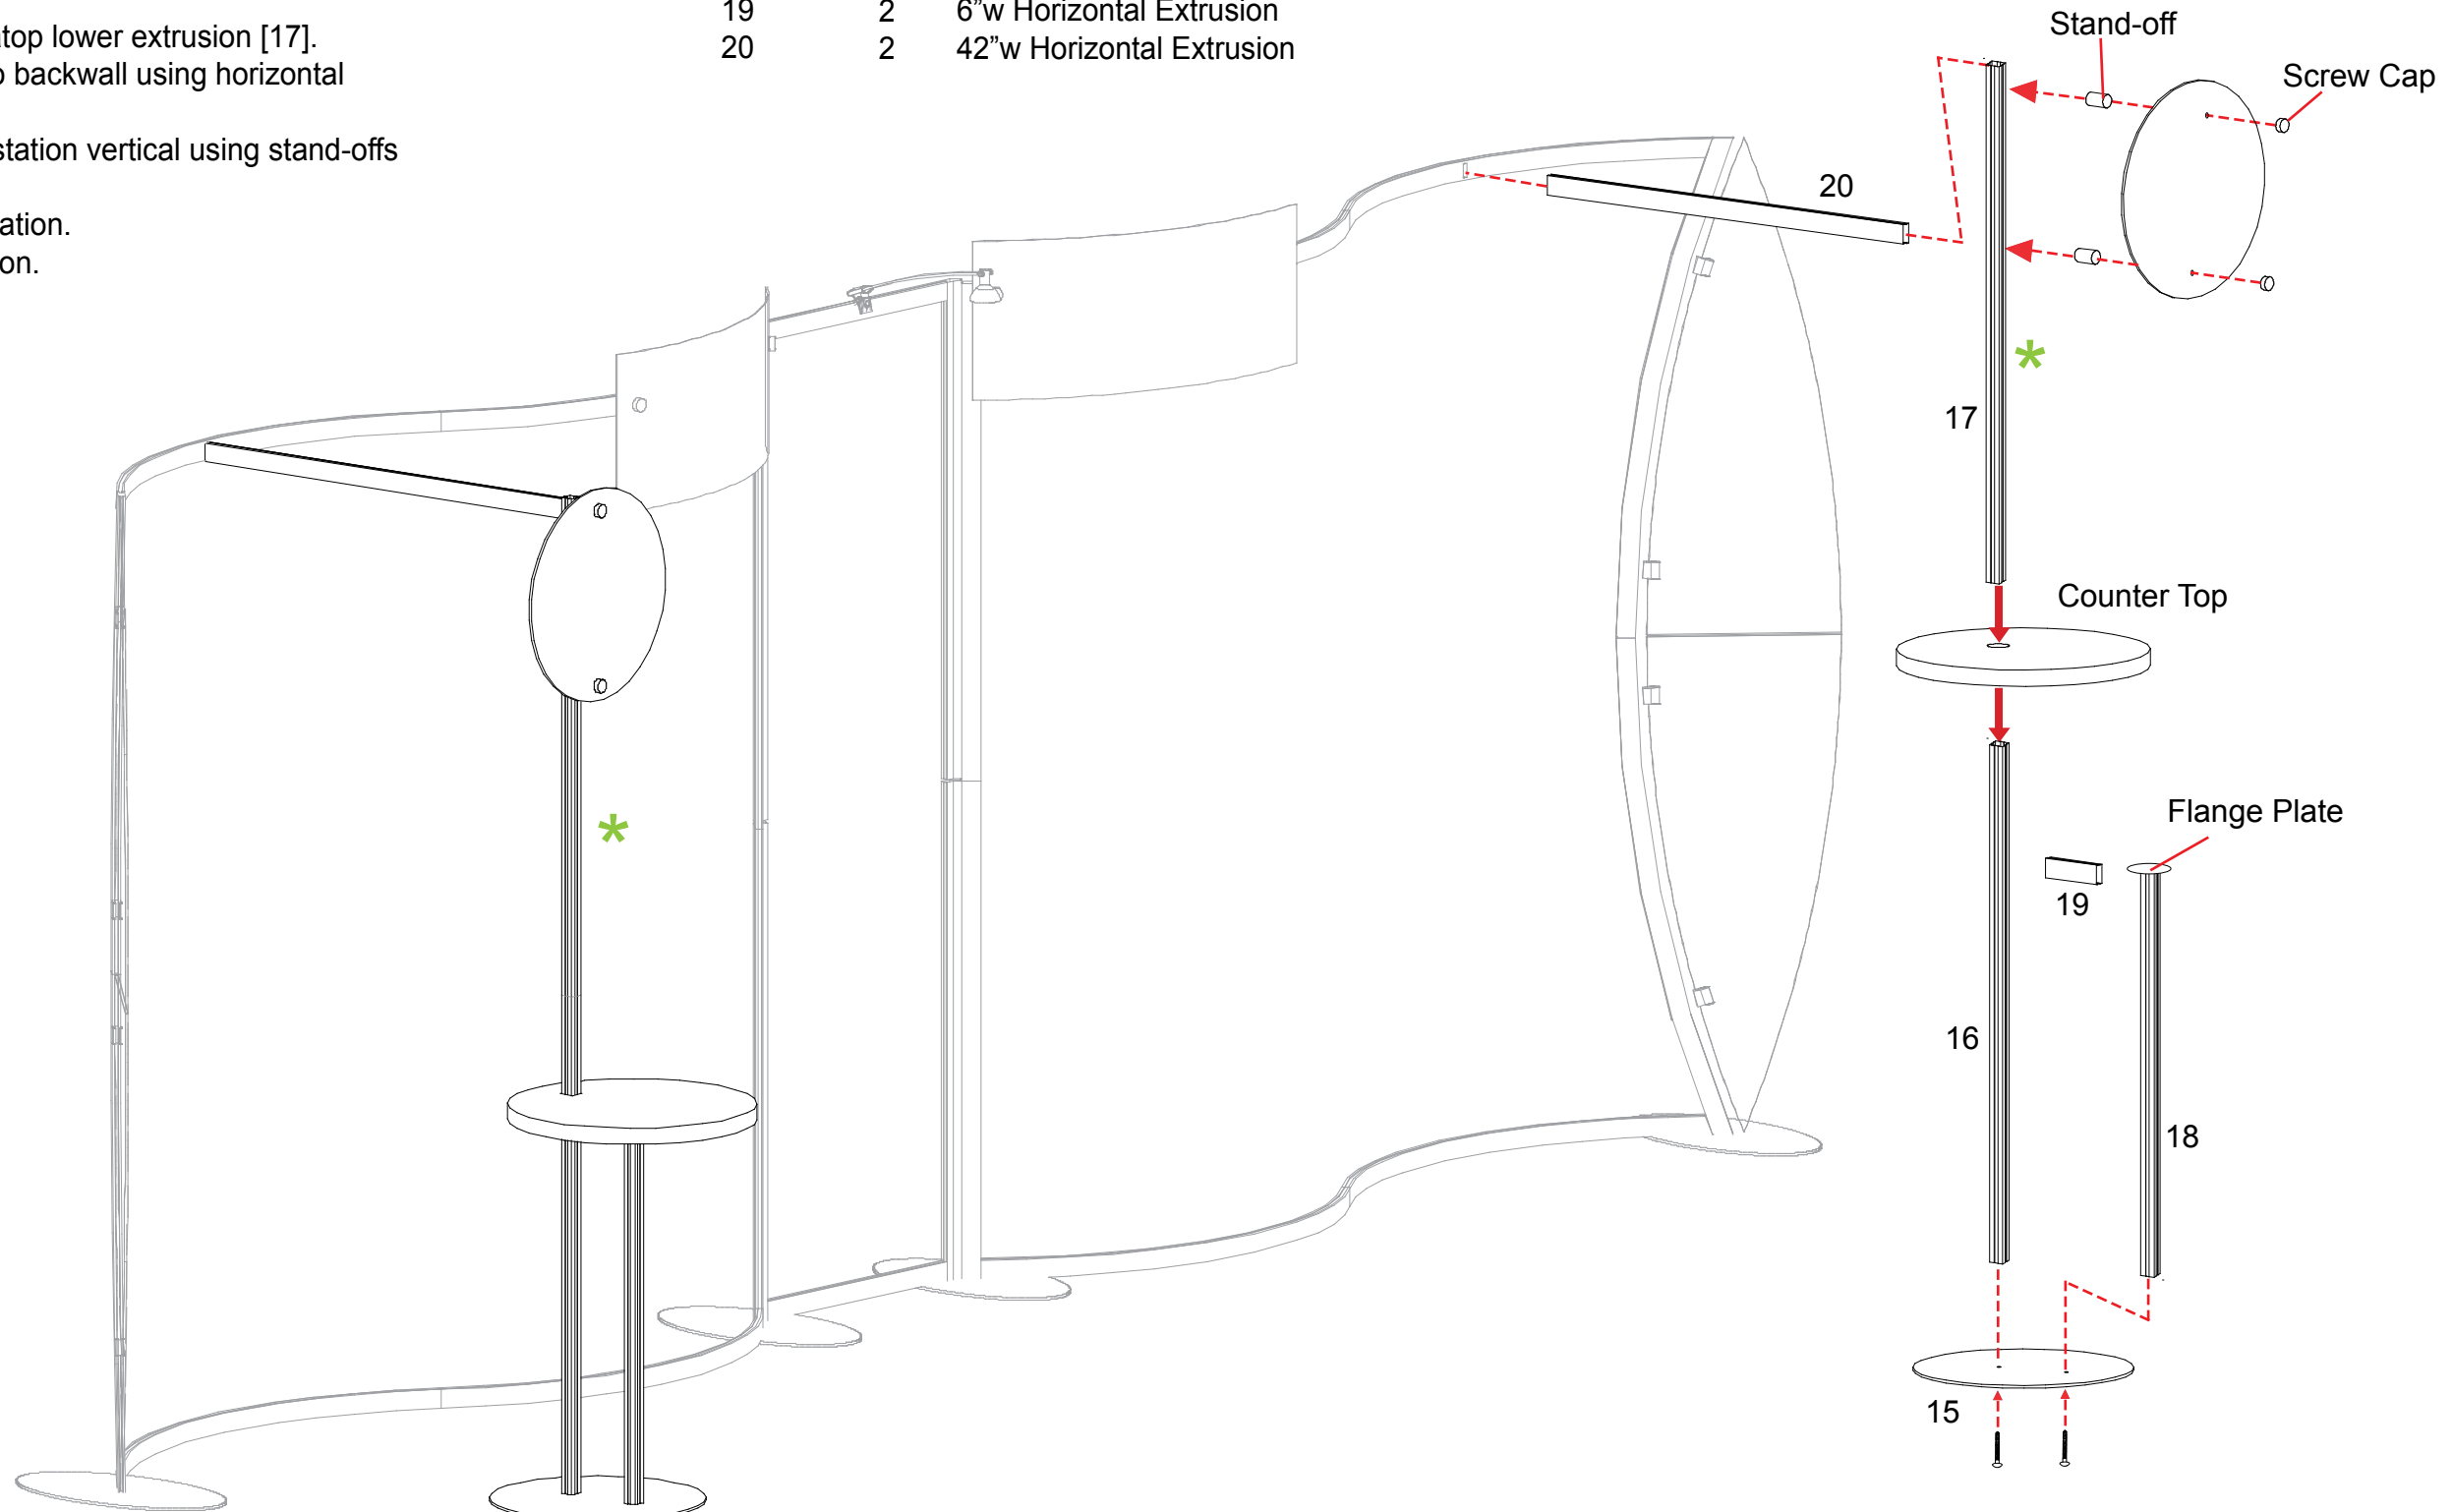 atop lower extrusion [17].
backwall using horizontal
station vertical using stand-offs
ation.
on.
19 2 6”w Horizontal Extrusion
20 2 42”w Horizontal Extrusion
Stand-off
Screw Cap
20
*
17
Counter Top
*
Flange Plate
19
16
18
15